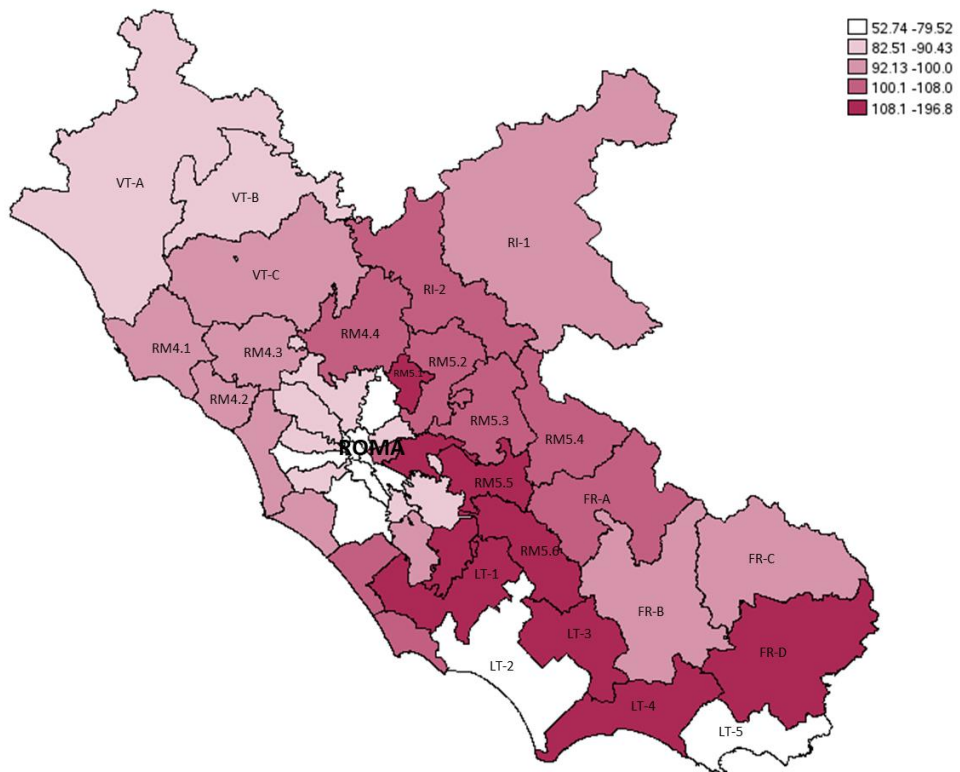 52.74 -79.52
82.51 -90.43
92.13 -100.0
100.1 -108.0
108.1 -196.8
VT-A
VT-B
RI-1
VT-C
RI-2
RM4.4
RM4.1
RM4.3
RM5.2
RM5.1
RM4.2
RM5.3
RM5.4
ROMA
RM5.5
FR-A
RM5.6
FR-C
LT-1
FR-B
LT-3
FR-D
LT-2
LT-4
LT-5